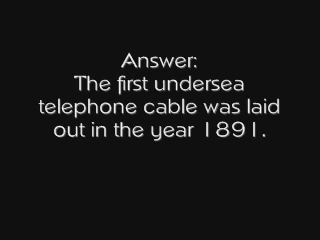 Answer:
The first undersea
telephone cable was laid
out in the year 1891.